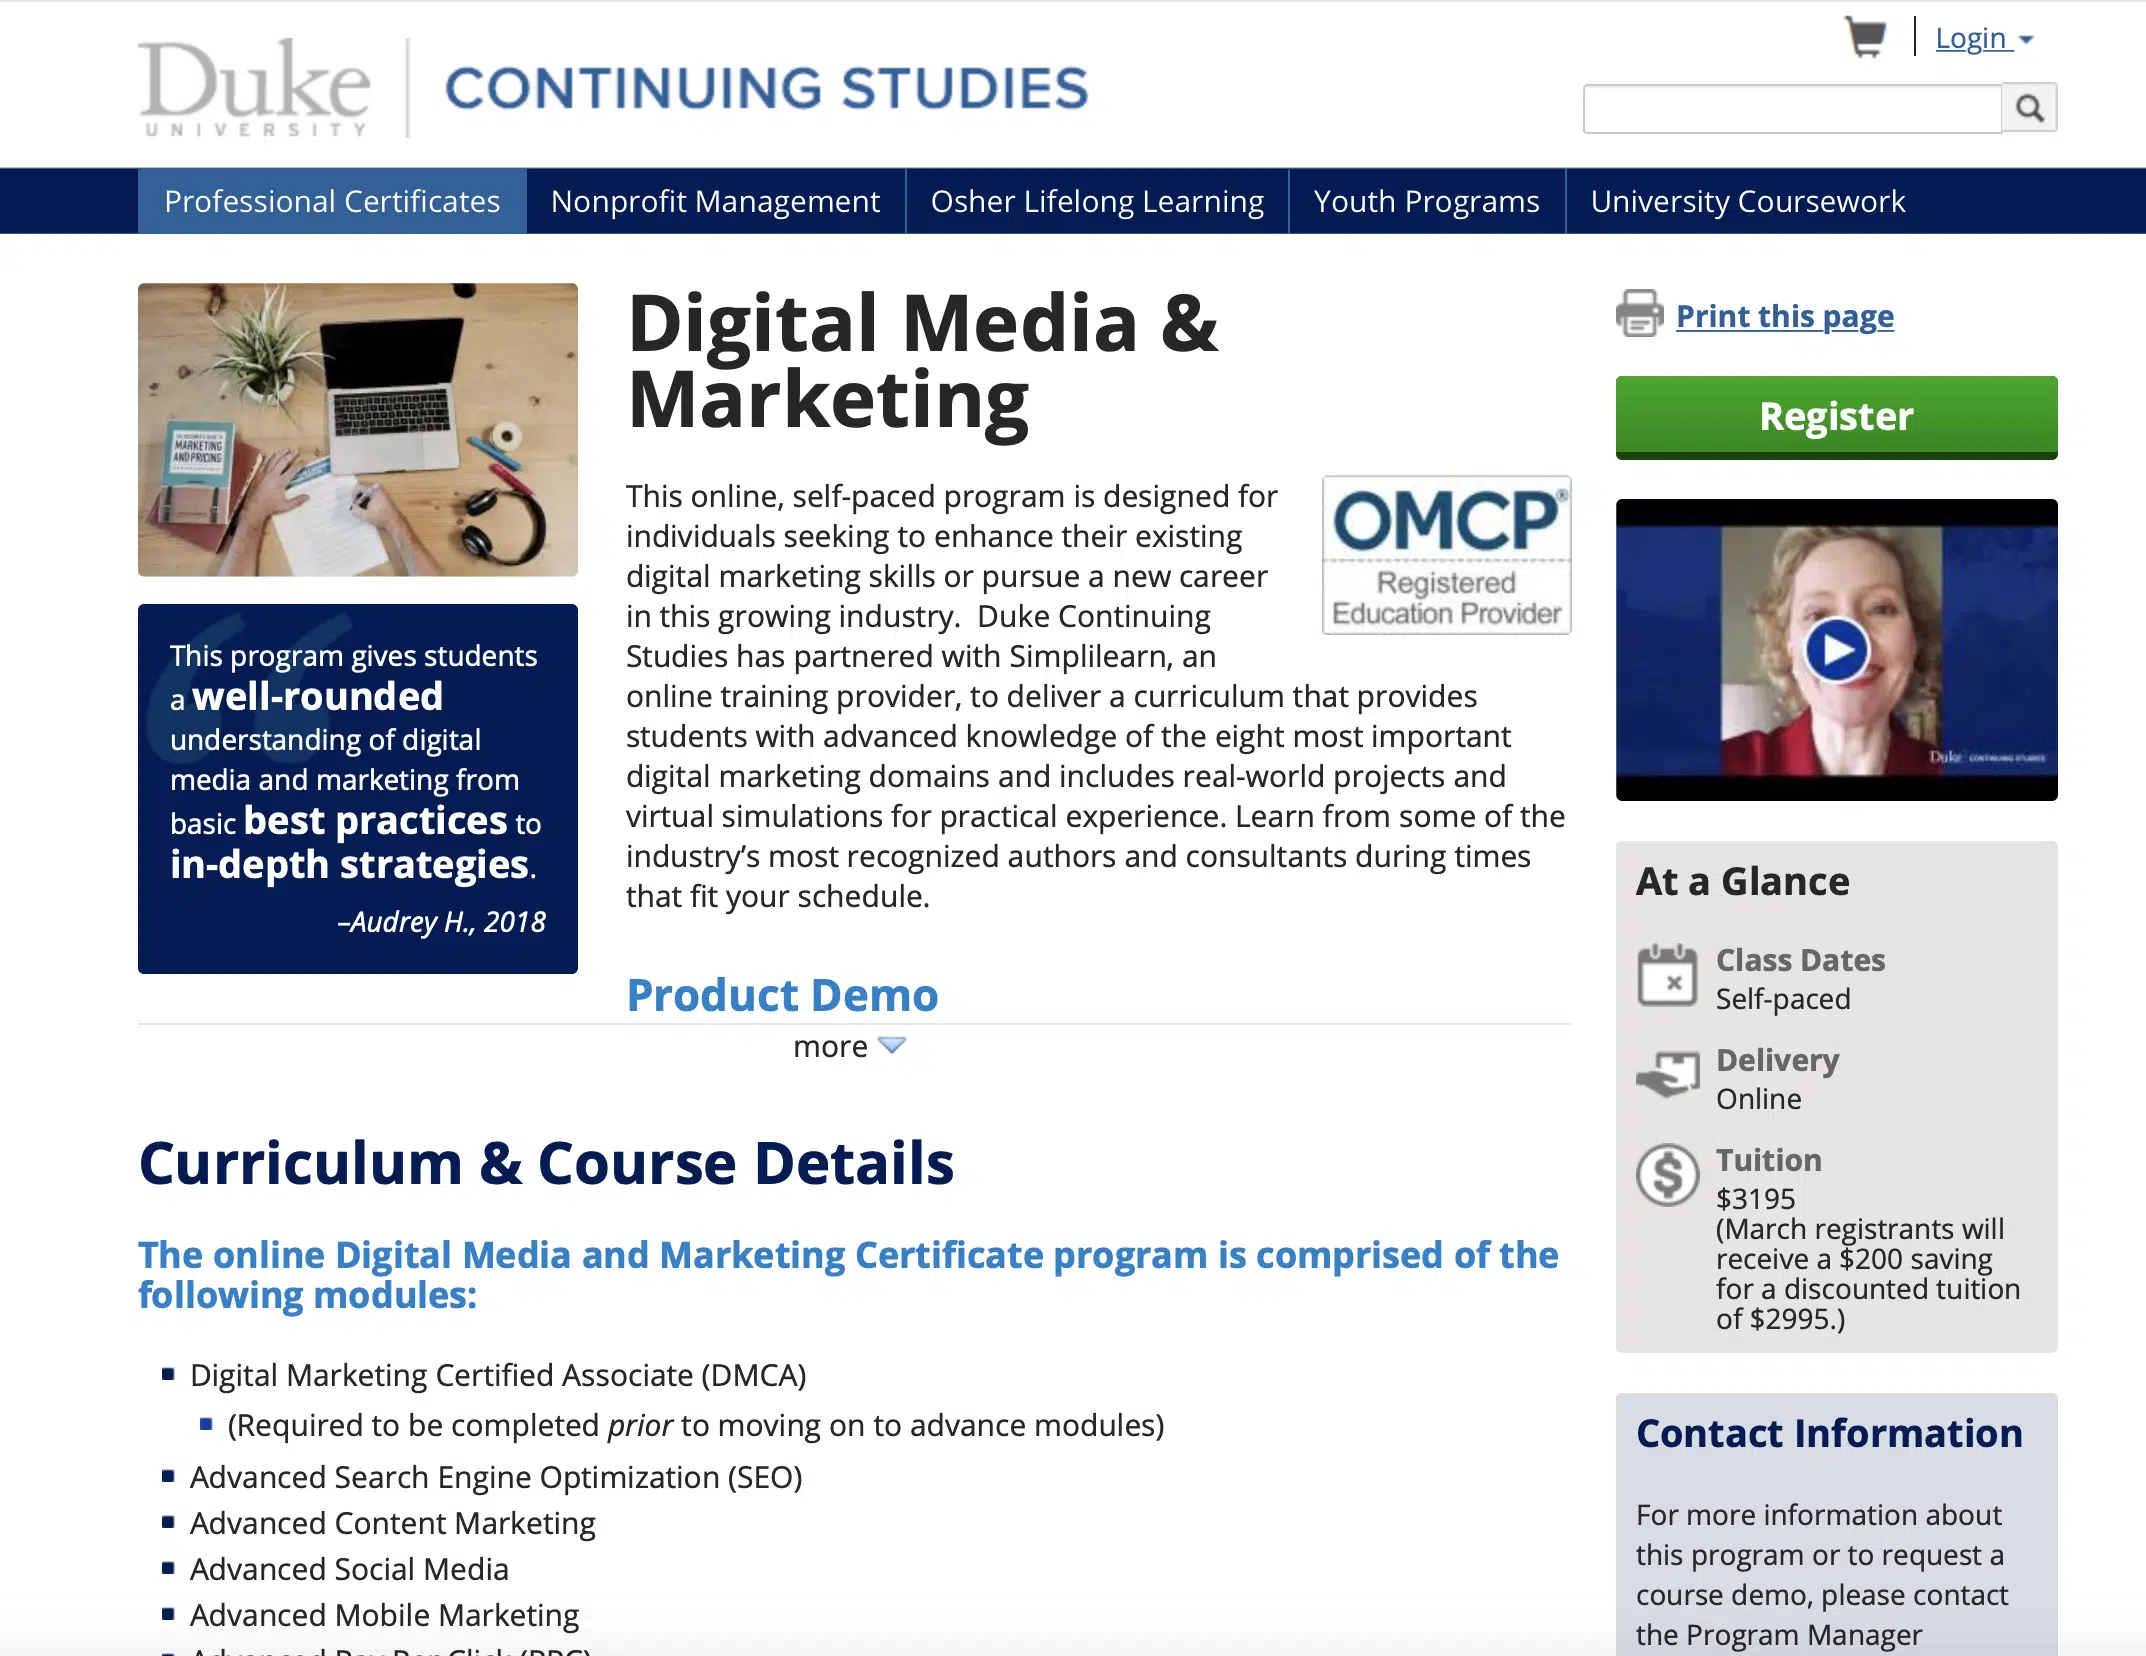 Duke
UNIVERSITY
CONTINUING STUDIES
Login
Professional Certificates
Nonprofit Management
Osher Lifelong Learning
Youth Programs
University Coursework
MARKETING
AND PRICING
This program gives students
a well-rounded
understanding of digital
media and marketing from
basic best practices to
in-depth strategies.
–Audrey H., 2018
Digital Media &
Marketing
This online, self-paced program is designed for
individuals seeking to enhance their existing
digital marketing skills or pursue a new career
in this growing industry.  Duke Continuing
Studies has partnered with Simplilearn, an
online training provider, to deliver a curriculum that provides
students with advanced knowledge of the eight most important
digital marketing domains and includes real-world projects and
virtual simulations for practical experience. Learn from some of the
industry’s most recognized authors and consultants during times
that fit your schedule.
OMCP®
Registered
Education Provider
Product Demo
more
Curriculum & Course Details
The online Digital Media and Marketing Certificate program is comprised of the
following modules:
Digital Marketing Certified Associate (DMCA)
(Required to be completed prior to moving on to advance modules)
Advanced Search Engine Optimization (SEO)
Advanced Content Marketing
Advanced Social Media
Advanced Mobile Marketing
Advanced Pay Per Click (PPC)
Print this page
Register
Duke CONTINUING STUDIES
At a Glance
Class Dates
Self-paced
Delivery
Online
Tuition
$3195
(March registrants will
receive a $200 saving
for a discounted tuition
of $2995.)
Contact Information
For more information about
this program or to request a
course demo, please contact
the Program Manager